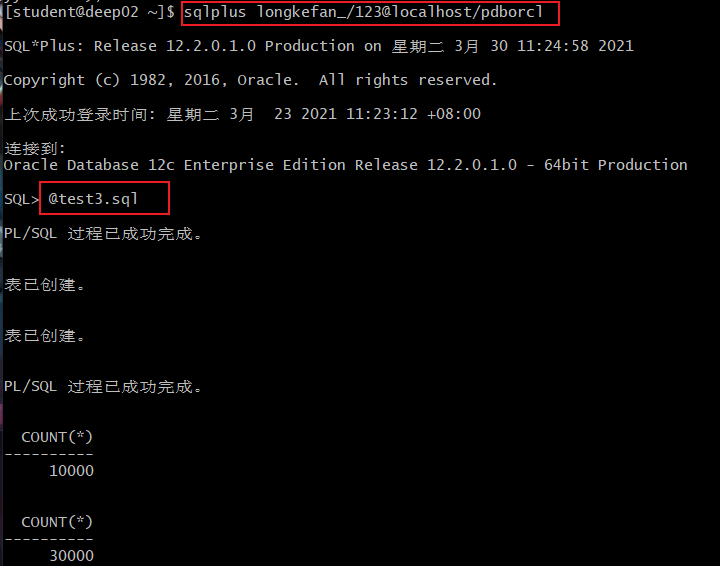 [student@deep02 ~]$ sqlplus longkefan_/123@localhost/pdborcl
SQL*Plus: Release 12.2.0.1.0 Production on 星期二 3月 30 11:24:58 2021
Copyright (c) 1982, 2016, Oracle.  All rights reserved.
上次成功登录时间: 星期二 3月  23 2021 11:23:12 +08:00
连接到:
Oracle Database 12c Enterprise Edition Release 12.2.0.1.0 - 64bit Production
SQL> @test3.sql
PL/SQL 过程已成功完成。
表已创建。
表已创建。
PL/SQL 过程已成功完成。
COUNT(*)
----------
10000
COUNT(*)
----------
30000